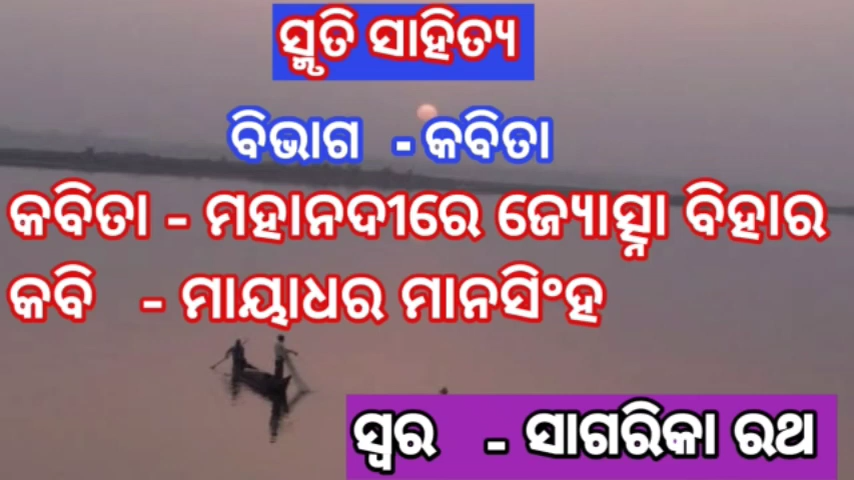 ସ୍ମୃତି ସାହିତ୍ୟ
ବିଭାଗ - କବିତା
କବିତା - ମହାନଦୀରେ ଜ୍ୟୋତ୍ସ୍ନା ବିହାର
କବି - ମାୟାଧର ମାନସିଂହ
ସ୍ୱର - ସାଗରିକା ରଥ